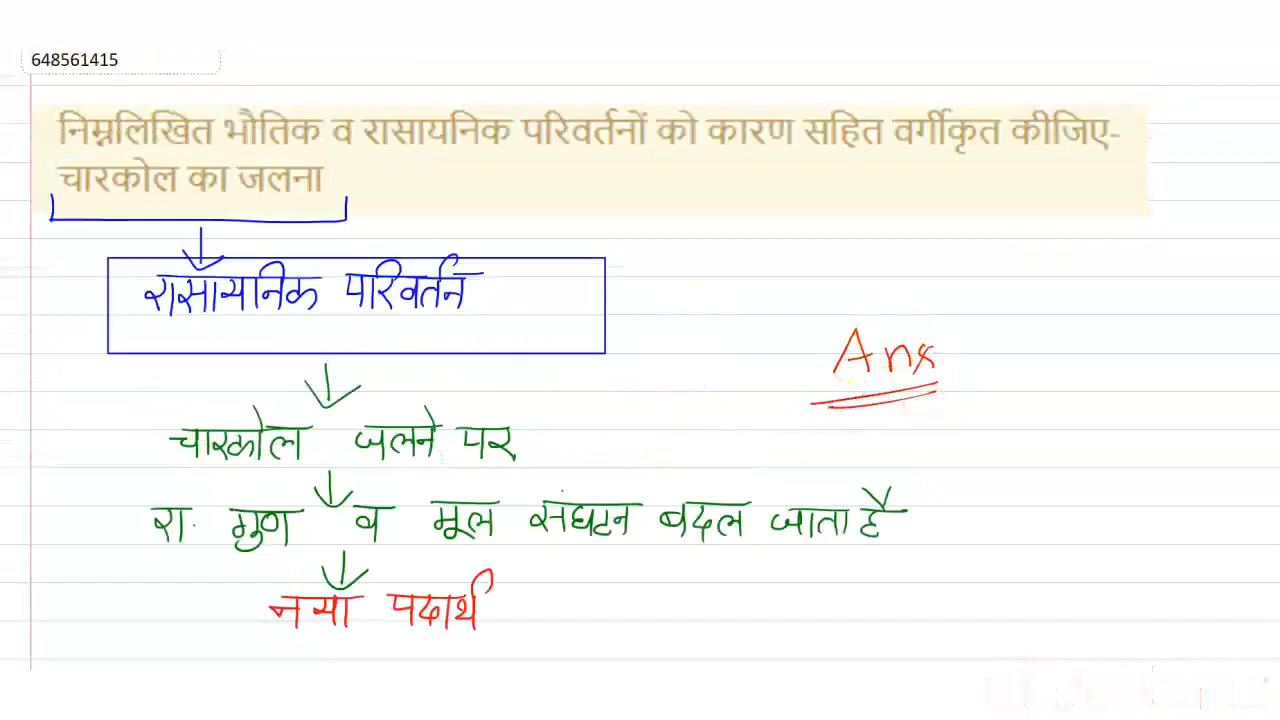 648561415
निम्नलिखित भौतिक व रासायनिक परिवर्तनों को कारण सहित वर्गीकृत कीजिए-
चारकोल का जलना
रासायनिक परिवर्तन
Ans
चारकोल जलने पर
रा. गुण व मूल संघटन बदल जाता है
नया पदार्थ